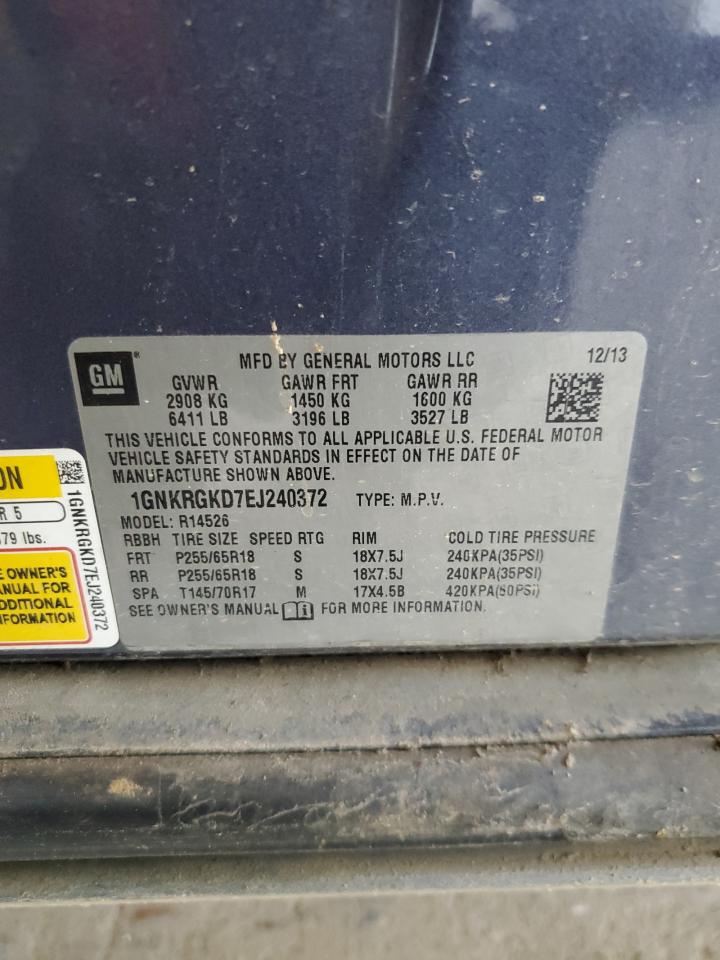 GM
MFD BY GENERAL MOTORS LLC 12/13
GVWR GAWR FRT GAWR RR
2908 KG 1450 KG 1600 KG
6411 LB 3196 LB 3527 LB
THIS VEHICLE CONFORMS TO ALL APPLICABLE U.S. FEDERAL MOTOR
VEHICLE SAFETY STANDARDS IN EFFECT ON THE DATE OF
MANUFACTURE SHOWN ABOVE.
1GNKRGKD7EJ240372 TYPE: M.P.V.
MODEL: R14526
RBBH TIRE SIZE SPEED RTG RIM COLD TIRE PRESSURE
FRT P255/65R18 S 18X7.5J 240KPA(35PSI)
RR P255/65R18 S 18X7.5J 240KPA(35PSI)
SPA T145/70R17 M 17X4.5B 420KPA(60PSI)
SEE OWNER'S MANUAL FOR MORE INFORMATION.
ON
R 5
79 lbs.
E OWNER'S
ANUAL FOR
DDITIONAL
FORMATION
1GNKRGKD7EJ240372